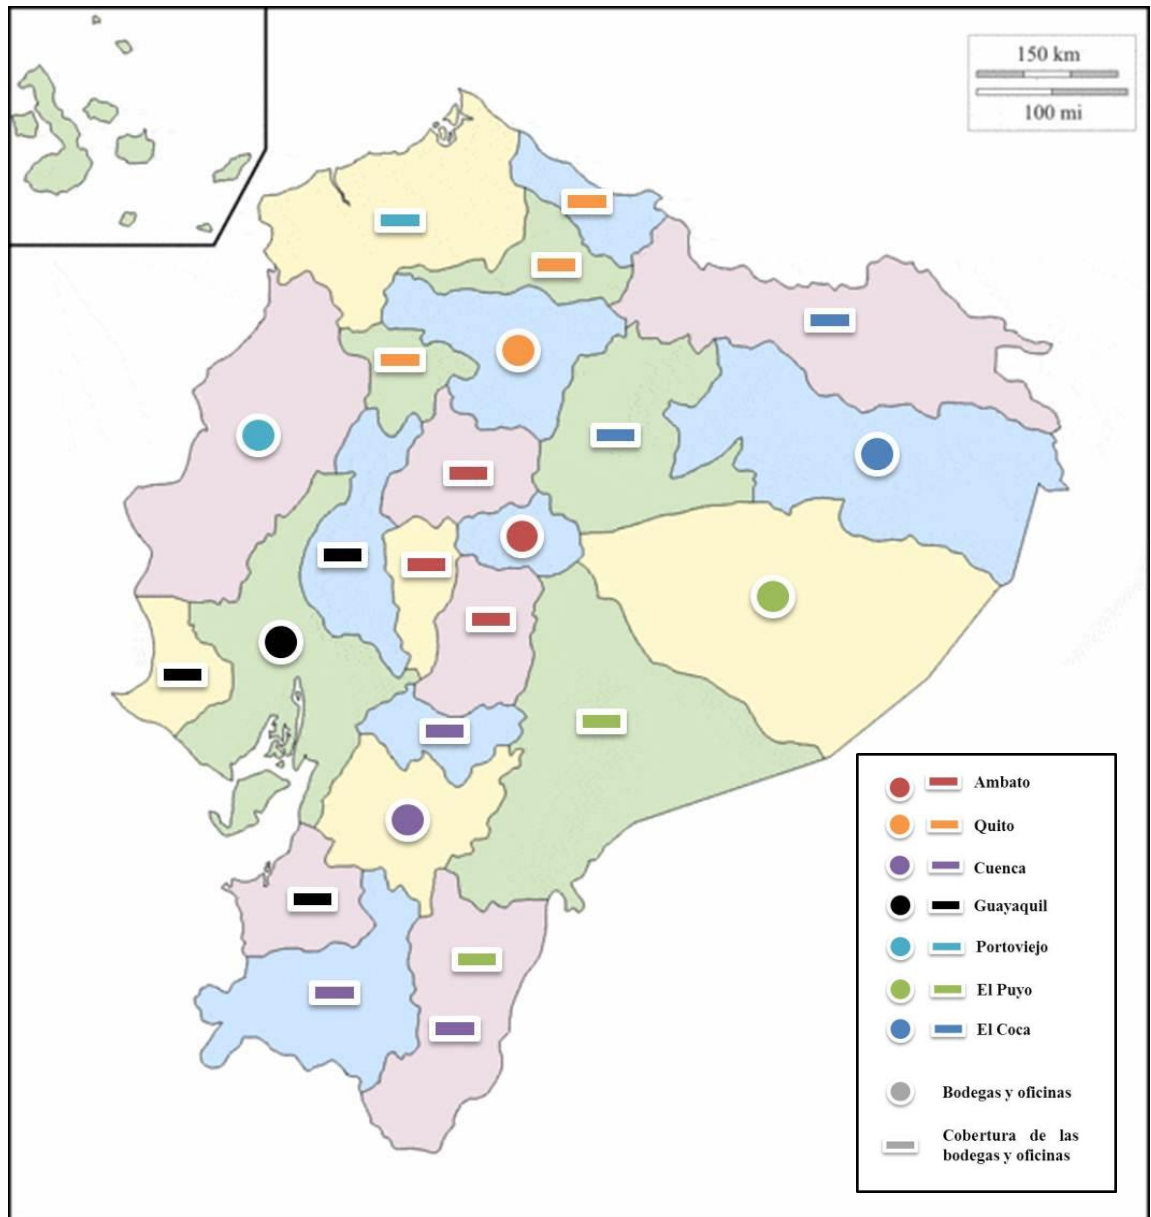 150 km
100 mi
Ambato
Quito
Cuenca
Guayaquil
Portoviejo
El Puyo
El Coca
Bodegas y oficinas
Cobertura de las
bodegas y oficinas